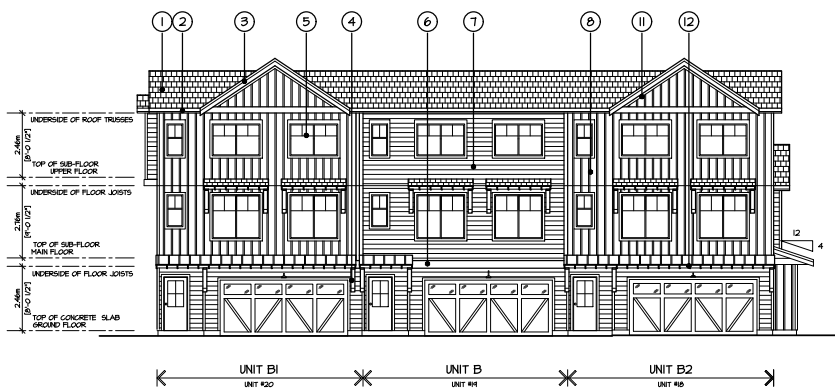 1 2 3 5 4 6 7 8 11 12
UNDERSIDE OF ROOF TRUSSES
2.46m
[8'-0 1/2"]
TOP OF SUB-FLOOR
UPPER FLOOR
UNDERSIDE OF FLOOR JOISTS
2.76m
[9'-0 1/2"]
TOP OF SUB-FLOOR
MAIN FLOOR
12
4
UNDERSIDE OF FLOOR JOISTS
2.46m
[8'-0 1/2"]
TOP OF CONCRETE SLAB
GROUND FLOOR
UNIT B1 UNIT B UNIT B2
UNIT #20 UNIT #19 UNIT #18